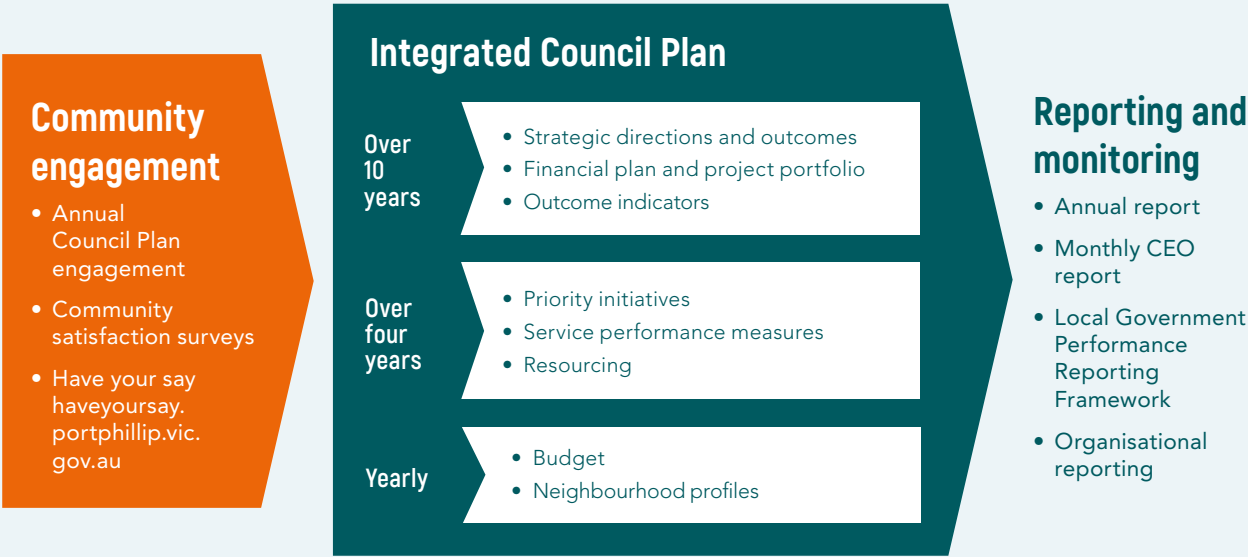 Community
engagement
• Annual
Council Plan
engagement
• Community
satisfaction surveys
• Have your say
haveyoursay.
portphillip.vic.
gov.au
Integrated Council Plan
Over
10
years
• Strategic directions and outcomes
• Financial plan and project portfolio
• Outcome indicators
Over
four
years
• Priority initiatives
• Service performance measures
• Resourcing
Yearly
• Budget
• Neighbourhood profiles
Reporting and
monitoring
• Annual report
• Monthly CEO
report
• Local Government
Performance
Reporting
Framework
• Organisational
reporting